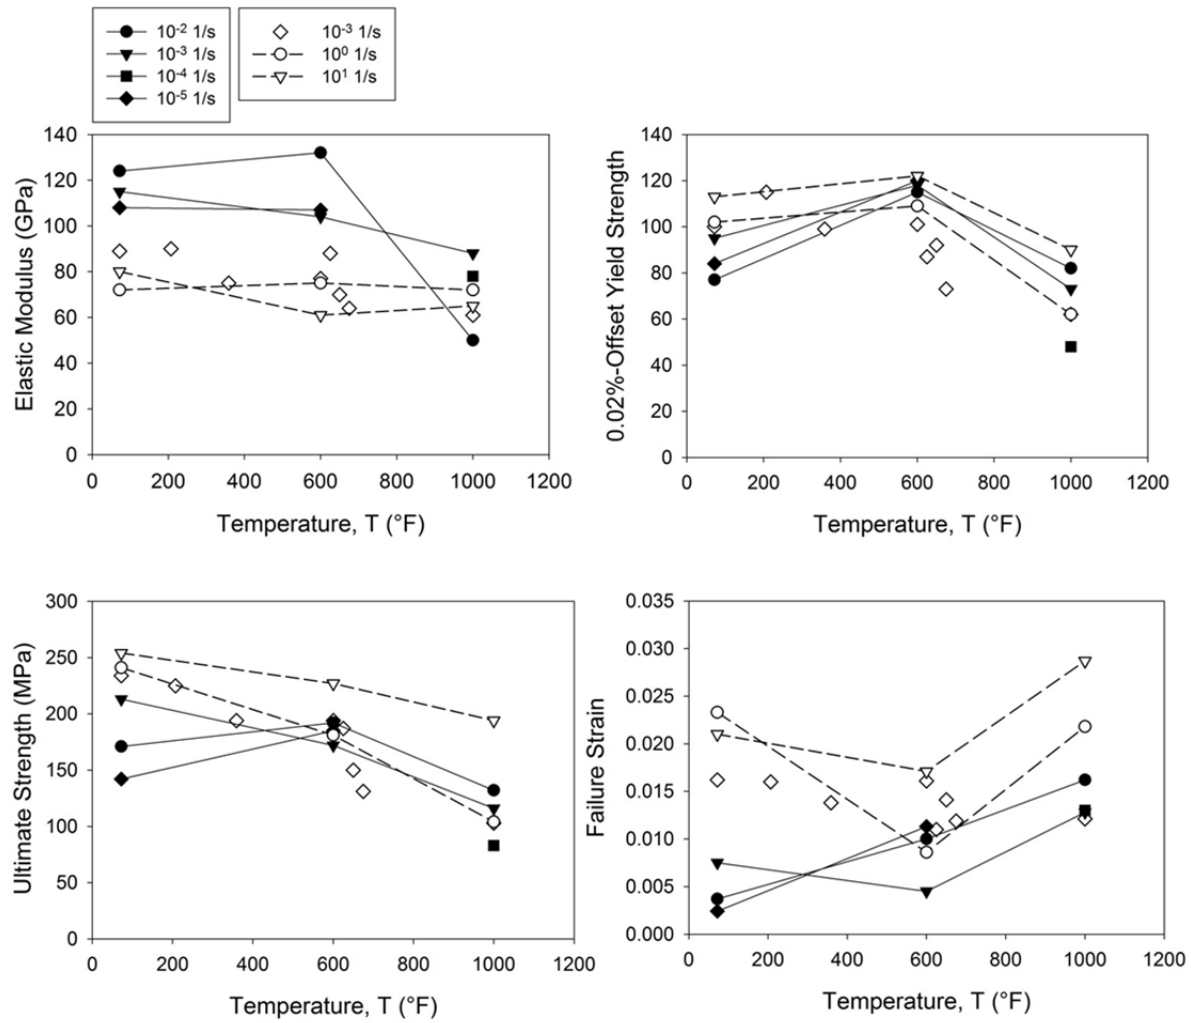 10⁻² 1/s
10⁻³ 1/s
10⁻⁴ 1/s
10⁻⁵ 1/s
10⁻³ 1/s
10⁰ 1/s
10¹ 1/s
Elastic Modulus (GPa)
140
120
100
80
60
40
20
0
0 200 400 600 800 1000 1200
Temperature, T (°F)
0.02%-Offset Yield Strength
140
120
100
80
60
40
20
0
0 200 400 600 800 1000 1200
Temperature, T (°F)
Ultimate Strength (MPa)
300
250
200
150
100
50
0
0 200 400 600 800 1000 1200
Temperature, T (°F)
Failure Strain
0.035
0.030
0.025
0.020
0.015
0.010
0.005
0.000
0 200 400 600 800 1000 1200
Temperature, T (°F)